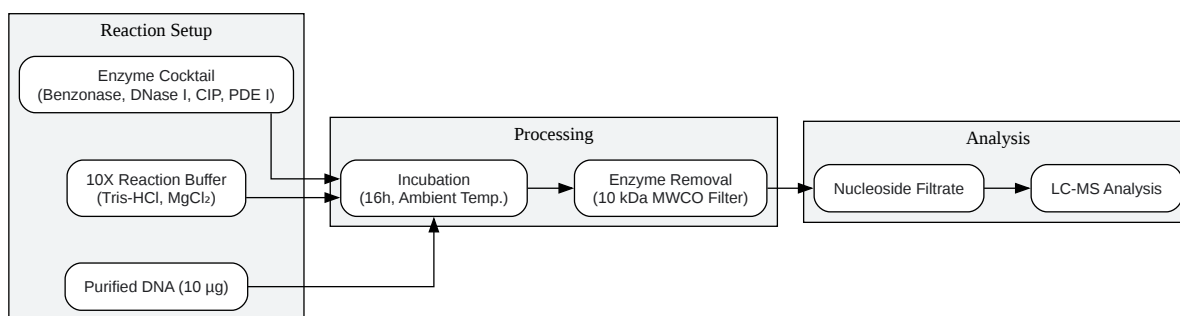 Reaction Setup
Enzyme Cocktail
(Benzonase, DNase I, CIP, PDE I)
10X Reaction Buffer
(Tris-HCl, MgCl₂)
Purified DNA (10 µg)
Processing
Incubation
(16h, Ambient Temp.)
Enzyme Removal
(10 kDa MWCO Filter)
Analysis
Nucleoside Filtrate
LC-MS Analysis